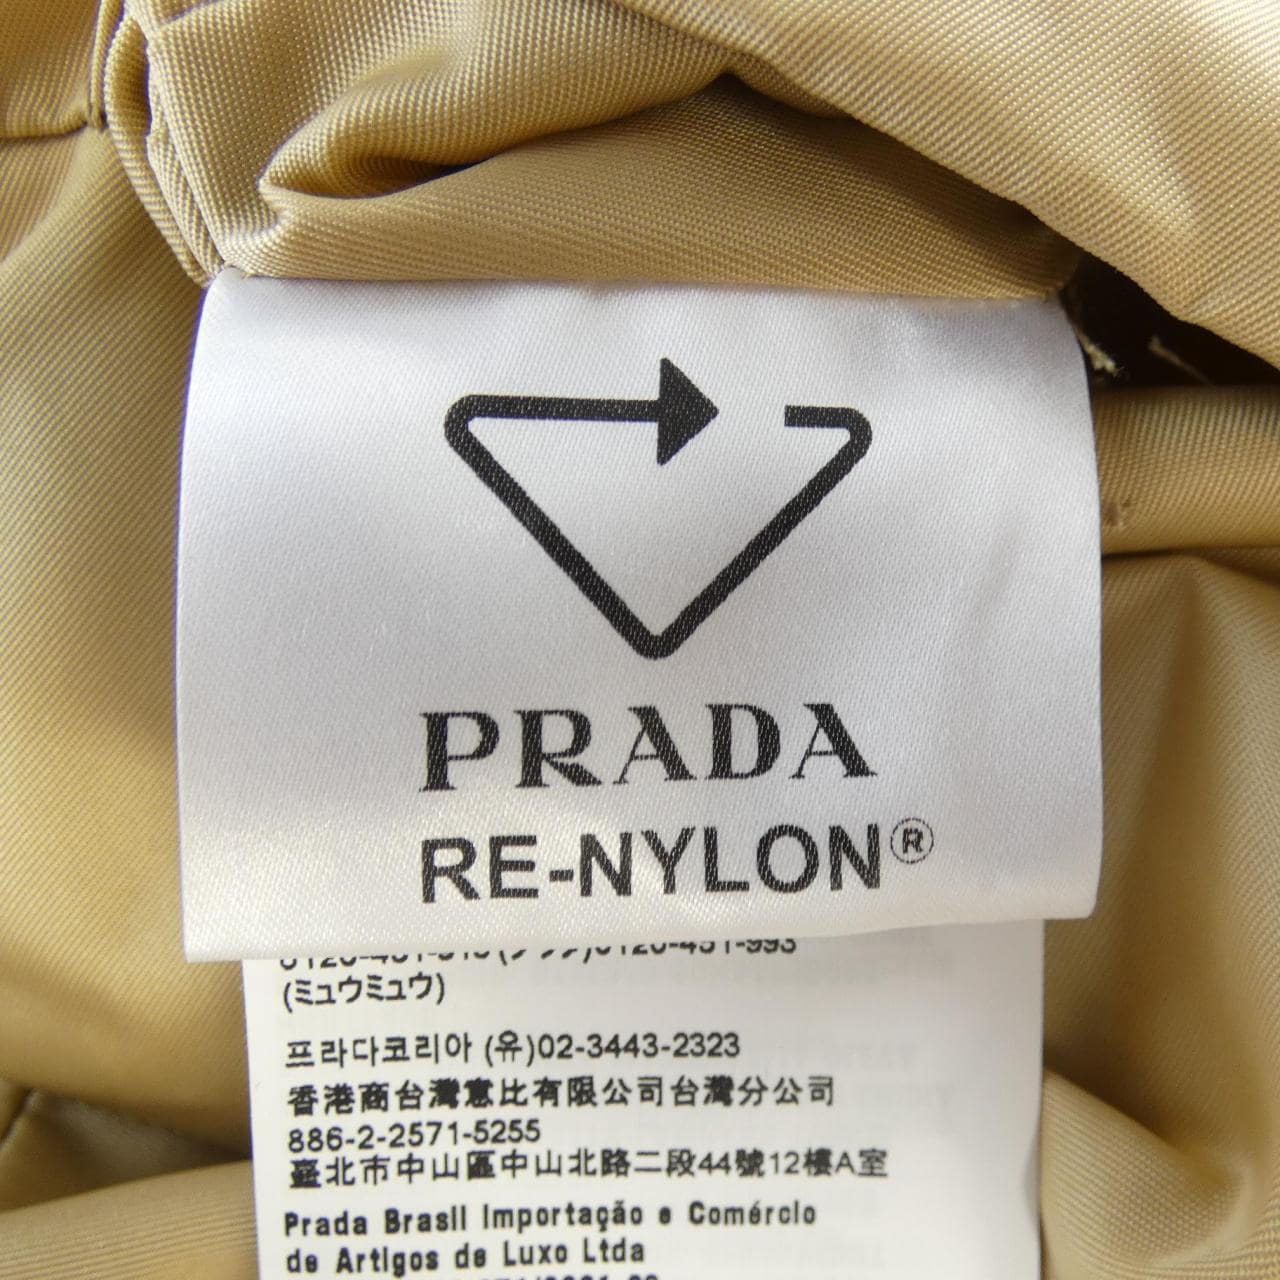 PRADA
RE-NYLON®
(ミュウミュウ)
프라다코리아 (유)02-3443-2323
香港商台灣意比有限公司台灣分公司
886-2-2571-5255
臺北市中山區中山北路二段44號12樓A室
Prada Brasil Importação e Comércio
de Artigos de Luxo Ltda